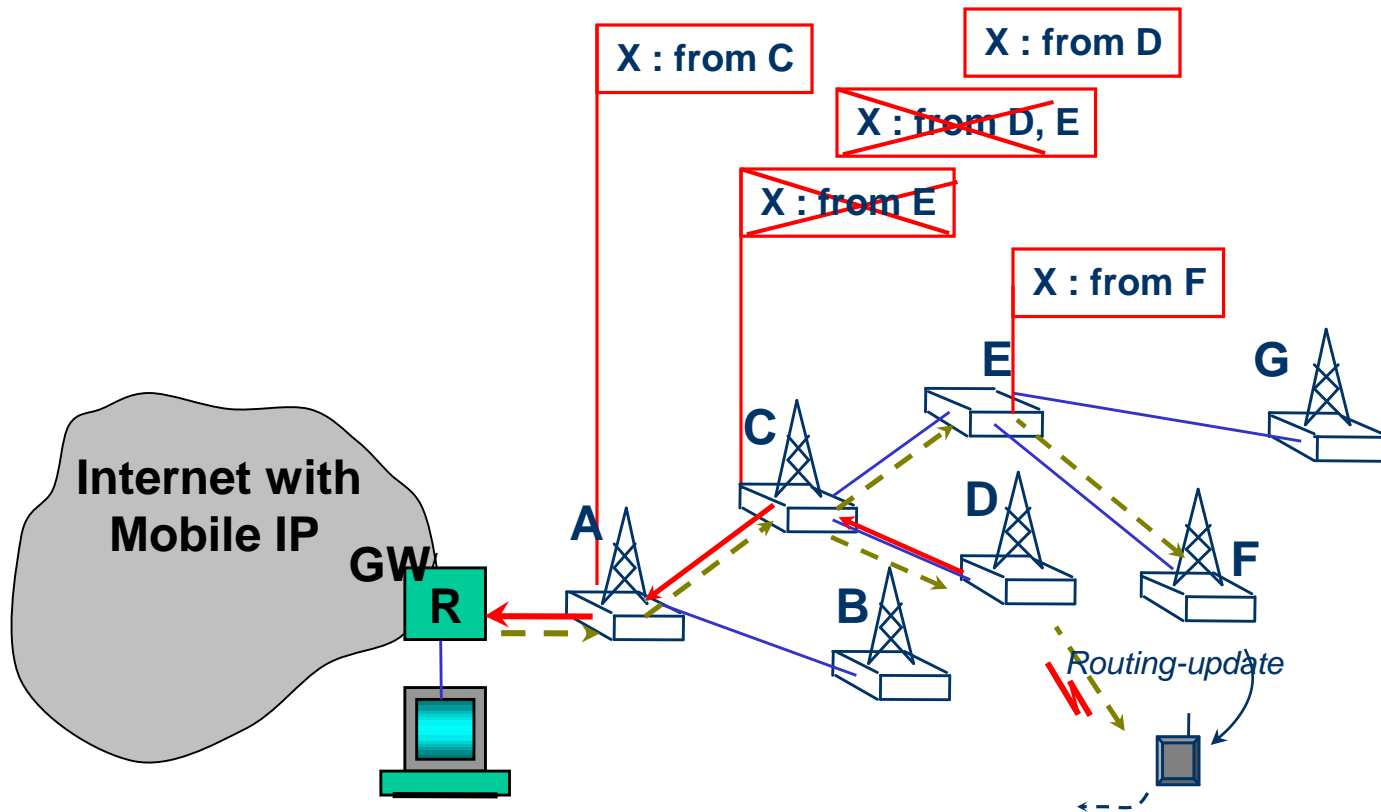 X : from C
X : from D
X : from D, E
X : from E
X : from F
E
G
C
Internet with
Mobile IP
A
D
GW
F
R
B
Routing-update